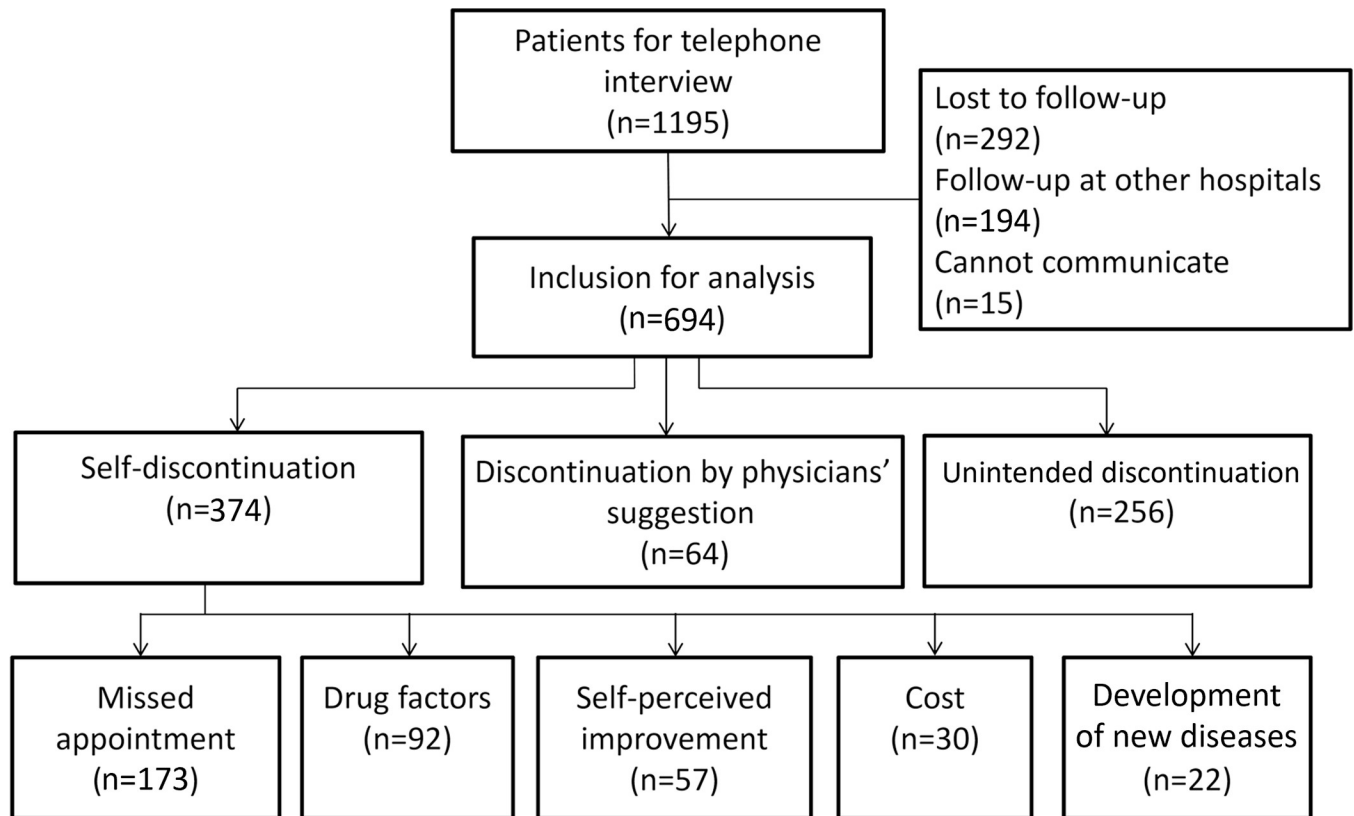 Patients for telephone
interview
(n=1195)
Lost to follow-up
(n=292)
Follow-up at other hospitals
(n=194)
Cannot communicate
(n=15)
Inclusion for analysis
(n=694)
Self-discontinuation
(n=374)
Discontinuation by physicians’
suggestion
(n=64)
Unintended discontinuation
(n=256)
Missed
appointment
(n=173)
Drug factors
(n=92)
Self-perceived
improvement
(n=57)
Cost
(n=30)
Development
of new diseases
(n=22)